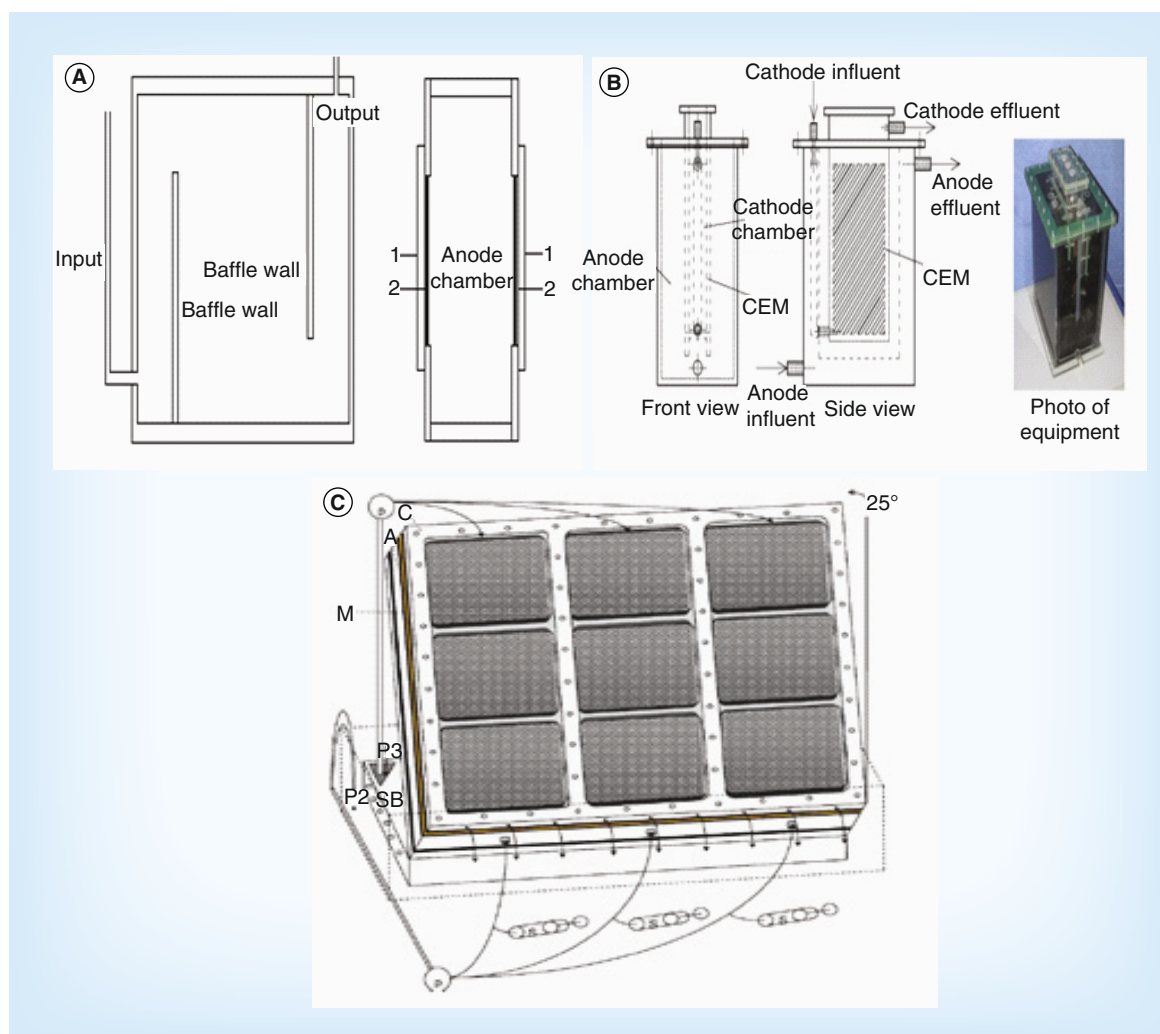 A
Output
Input
Baffle wall
Baffle wall
1
Anode
chamber
1
2
2
B
Cathode influent
Cathode effluent
Anode
effluent
Cathode
chamber
Anode
chamber
CEM
CEM
Anode
influent
Front view
Side view
Photo of
equipment
C
C
A
M
25°
P3
P2
SB
S
S
S